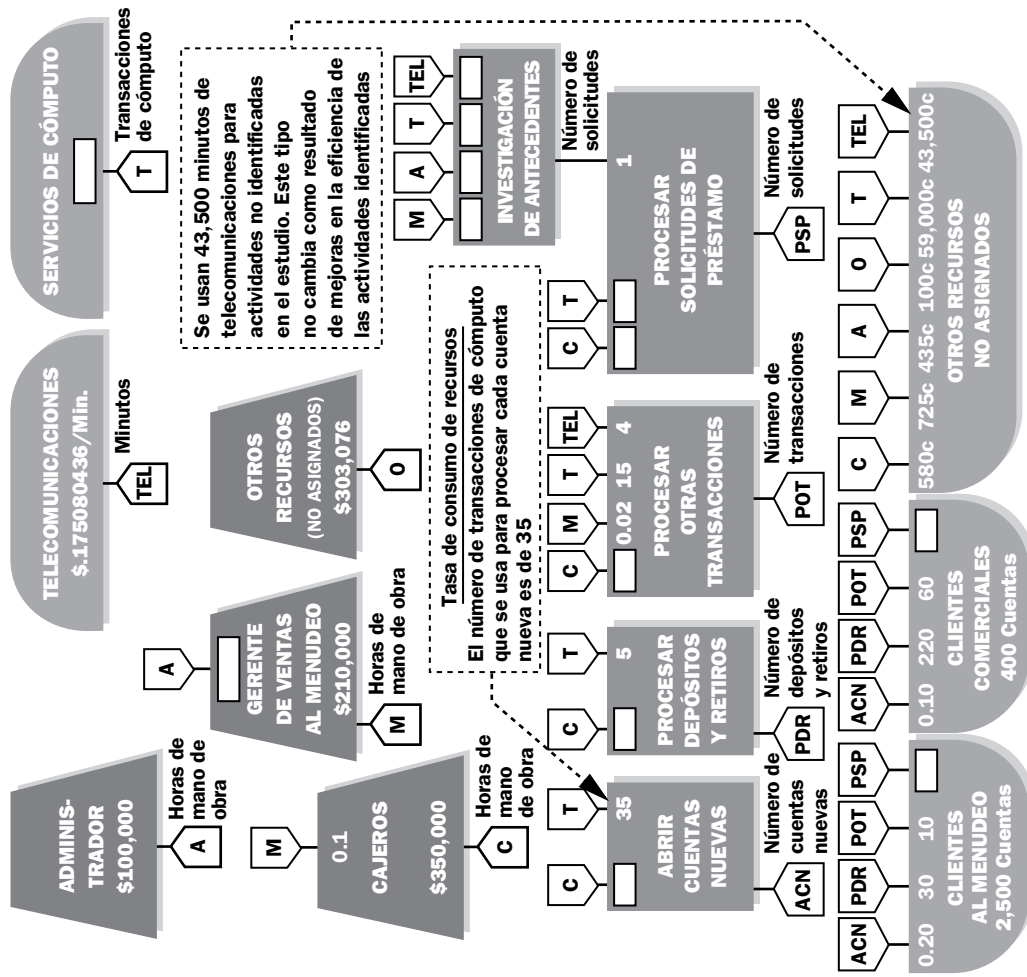 ADMINIS-
TRADOR
$100,000
A
Horas de
mano de
obra
TELECOMUNICACIONES
$.175080436/Min.
TEL
Minutos
SERVICIOS DE CÓMPUTO
T
Transacciones
de cómputo
M
0.1
CAJEROS
$350,000
C
Horas de
mano
de obra
A
GERENTE
DE VENTAS
AL MENUDEO
$210,000
M
Horas de
mano de obra
OTROS
RECURSOS
(NO ASIGNADOS)
$303,076
O
Se usan 43,500 minutos de
telecomunicaciones para
actividades no identificadas
en el estudio. Este tipo
no cambia como resultado
de mejoras en la eficiencia de
las actividades identificadas
Tasa de consumo de recursos
El número de transacciones de cómputo
que se usa para procesar cada cuenta
nueva es de 35
M A T TEL
INVESTIGACIÓN
DE ANTECEDENTES
Número de
solicitudes
C T
35
ABRIR
CUENTAS
NUEVAS
ACN
Número de
cuentas
nuevas
C T
5
PROCESAR
DEPÓSITOS
Y RETIROS
PDR
Número de
depósitos
y retiros
C M T TEL
0.02 15 4
PROCESAR
OTRAS
TRANSACCIONES
POT
Número de
transacciones
C T
1
PROCESAR
SOLICITUDES DE
PRÉSTAMO
PSP
Número de
solicitudes
ACN PDR POT PSP
0.20 30 10
CLIENTES
AL MENUDEO
2,500 Cuentas
ACN PDR POT PSP
0.10 220 60
CLIENTES
COMERCIALES
400 Cuentas
C M A O T TEL
580c 725c 435c 100c 59,000c 43,500c
OTROS RECURSOS
NO ASIGNADOS